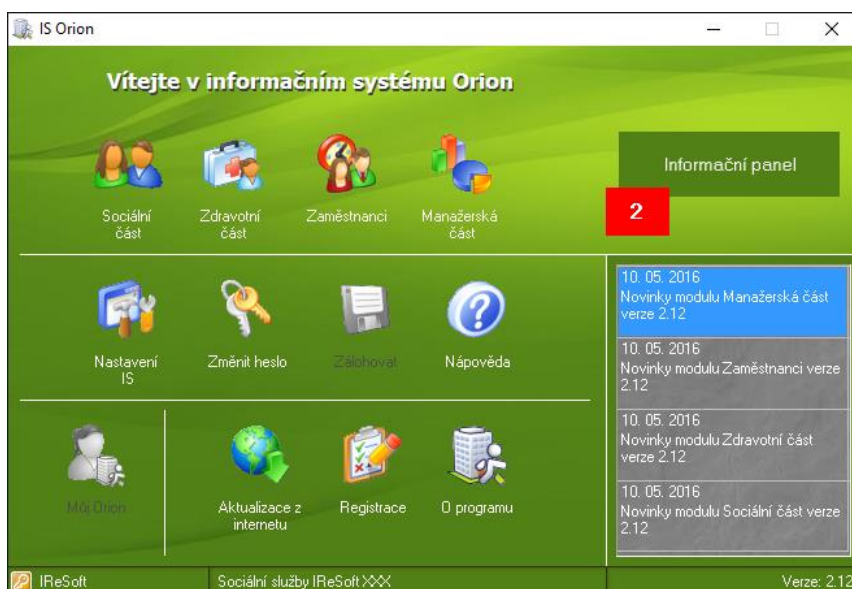 IS Orion
Vítejte v informačním systému Orion
Sociální
část
Zdravotní
část
Zaměstnanci
Manažerská
část
Informační panel
2
Nastavení
IS
Změnit heslo
Zálohovat
Nápověda
10. 05. 2016
Novinky modulu Manažerská část
verze 2.12
10. 05. 2016
Novinky modulu Zaměstnanci verze
2.12
10. 05. 2016
Novinky modulu Zdravotní část
verze 2.12
10. 05. 2016
Novinky modulu Sociální část verze
2.12
Můj Orion
Aktualizace z
internetu
Registrace
O programu
IReSoft
Sociální služby IReSoft XXX
Verze: 2.12